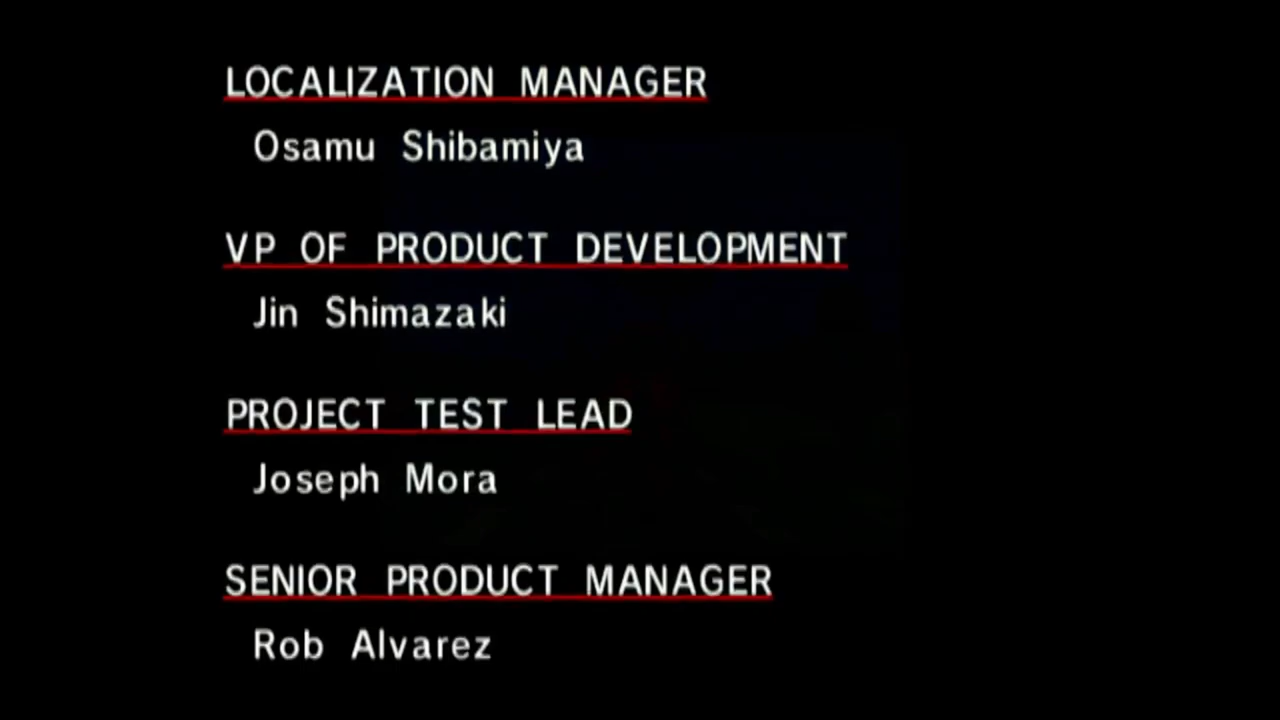 LOCALIZATION MANAGER
Osamu Shibamiya
VP OF PRODUCT DEVELOPMENT
Jin Shimazaki
PROJECT TEST LEAD
Joseph Mora
SENIOR PRODUCT MANAGER
Rob Alvarez